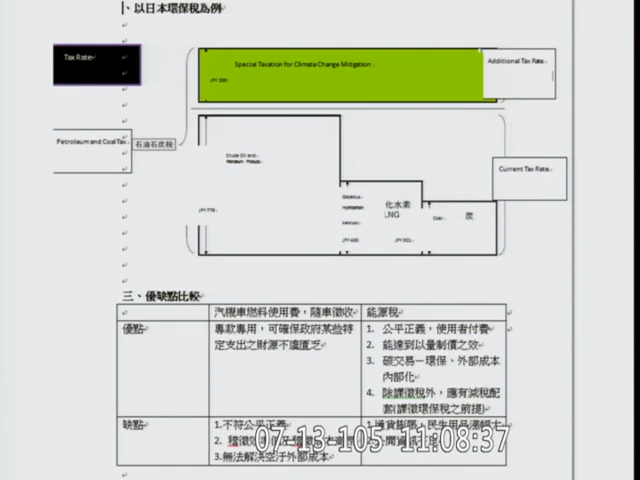 、以日本環保稅為例
Tax Rate
Special Taxation for Climate Change Mitigation
Additional Tax Rate
JPY 289
Petroleum and Coal Tax
石油石炭稅
Crude Oil and
Current Tax Rate
化水素
LNG
炭
Coal
JPY 779
JPY 400
JPY 301
三、優缺點比較
汽機車燃料使用費，隨車徵收
能源稅
優點
專款專用，可確保政府某些特
定支出之財源不虞匱乏
1. 公平正義，使用者付費
2. 能達到以量制價之效
3. 碳交易－環保、外部成本
內部化
4. 除課徵稅外，應有減稅配
套(課徵環保稅之前提)
缺點
1.不符公平正義
3.無法解決空汙外部成本
07-13-105 11:08:37